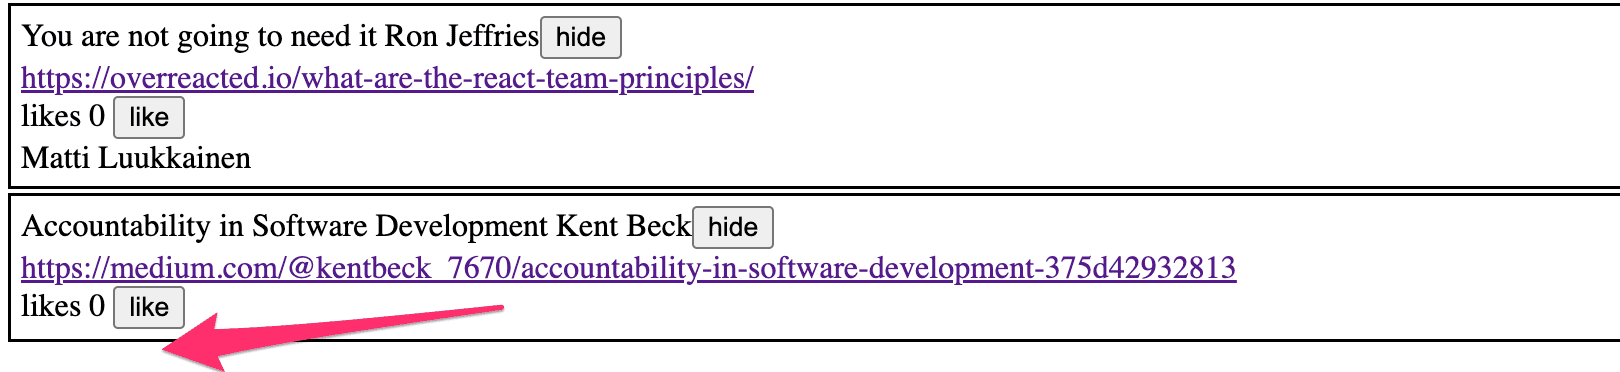 You are not going to need it Ron Jeffries hide
https://overreacted.io/what-are-the-react-team-principles/
likes 0 like
Matti Luukkainen
Accountability in Software Development Kent Beck hide
https://medium.com/@kentbeck_7670/accountability-in-software-development-375d42932813
likes 0 like